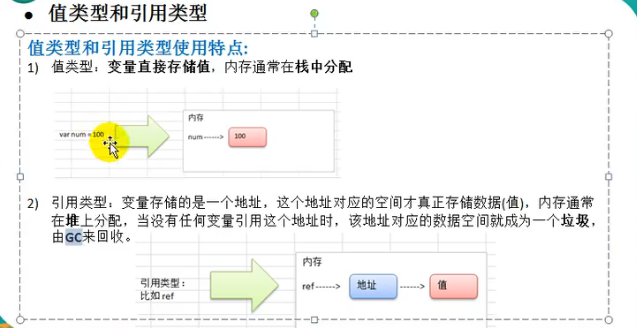 ● 值类型和引用类型
值类型和引用类型使用特点:
1) 值类型：变量直接存储值，内存通常在栈中分配
内存
var num = 100
num------>
100
2) 引用类型：变量存储的是一个地址，这个地址对应的空间才真正存储数据(值)，内存通常
在堆上分配，当没有任何变量引用这个地址时，该地址对应的数据空间就成为一个垃圾，
由GC来回收。
内存
引用类型：
比如 ref
ref------>
地址
------>
值